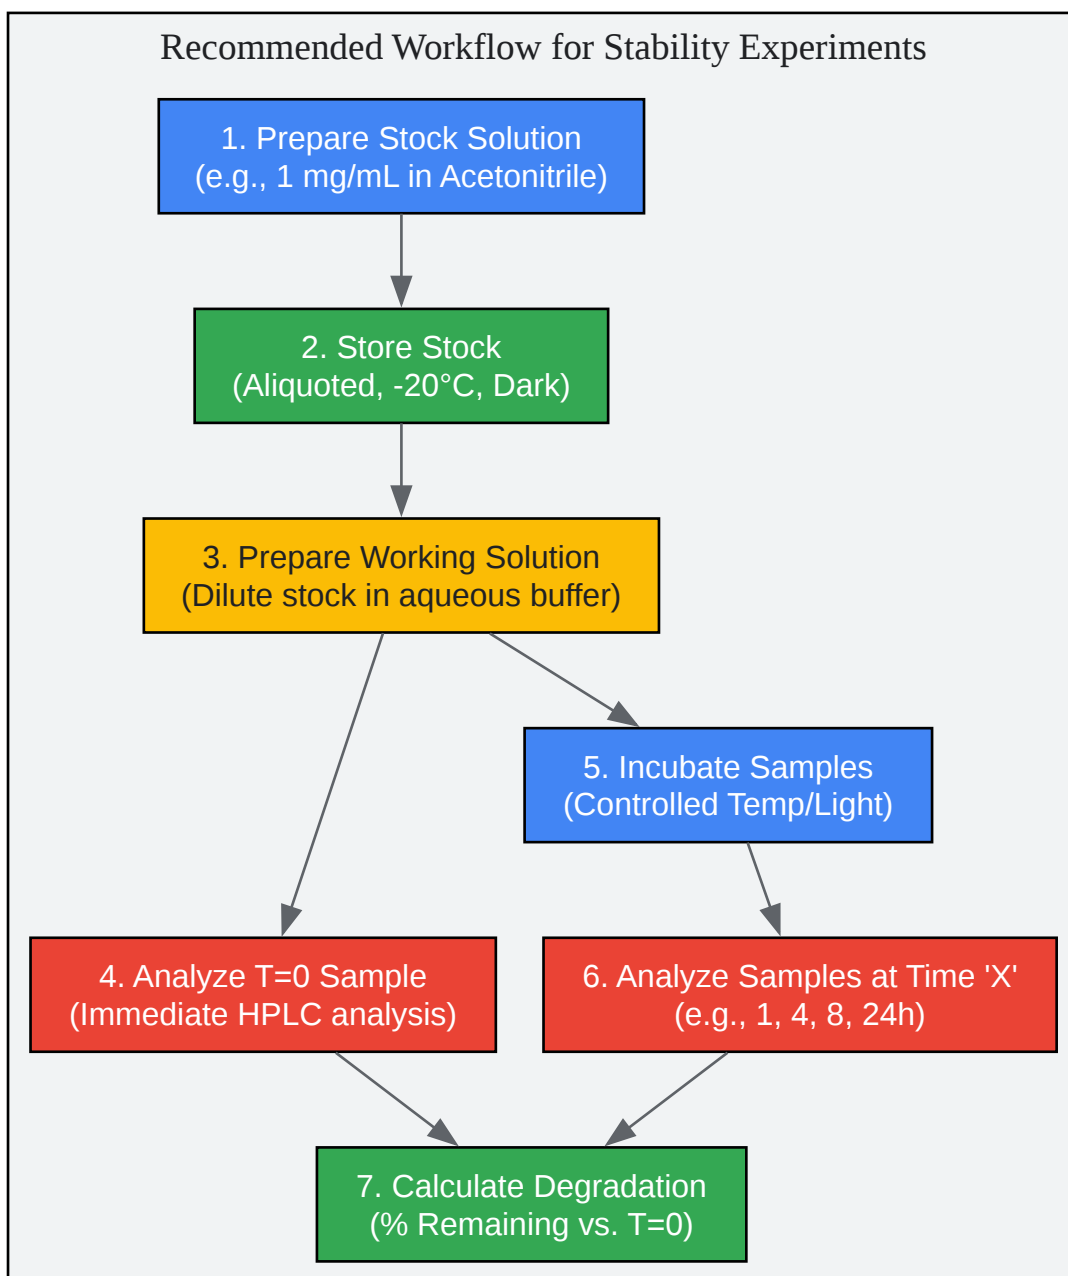 Recommended Workflow for Stability Experiments
1. Prepare Stock Solution
(e.g., 1 mg/mL in Acetonitrile)
2. Store Stock
(Aliquoted, -20°C, Dark)
3. Prepare Working Solution
(Dilute stock in aqueous buffer)
5. Incubate Samples
(Controlled Temp/Light)
4. Analyze T=0 Sample
(Immediate HPLC analysis)
6. Analyze Samples at Time 'X'
(e.g., 1, 4, 8, 24h)
7. Calculate Degradation
(% Remaining vs. T=0)